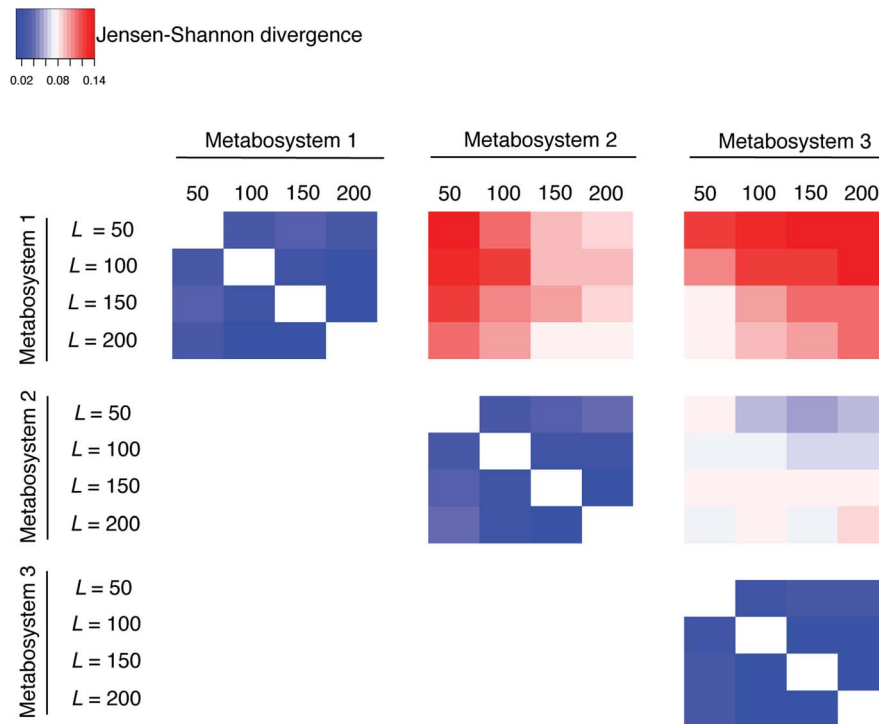 Jensen-Shannon divergence
0.02 0.08 0.14
Metabosystem 1 Metabosystem 2 Metabosystem 3
50 100 150 200 50 100 150 200 50 100 150 200
Metabosystem 1
L = 50
L = 100
L = 150
L = 200
Metabosystem 2
L = 50
L = 100
L = 150
L = 200
Metabosystem 3
L = 50
L = 100
L = 150
L = 200